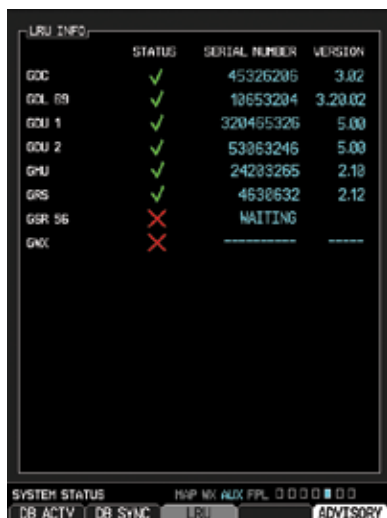 LRU INFO
STATUS SERIAL NUMBER VERSION
GDC 45326206 3.02
GDL 69 10653204 3.20.02
GDU 1 320465326 5.00
GDU 2 53063246 5.00
GMU 24203265 2.10
GRS 4630632 2.12
GSR 56 WAITING
GWX ---------- -----
SYSTEM STATUS MAP WX AUX FPL
DB ACTV DB SYNC LRU ADVISORY